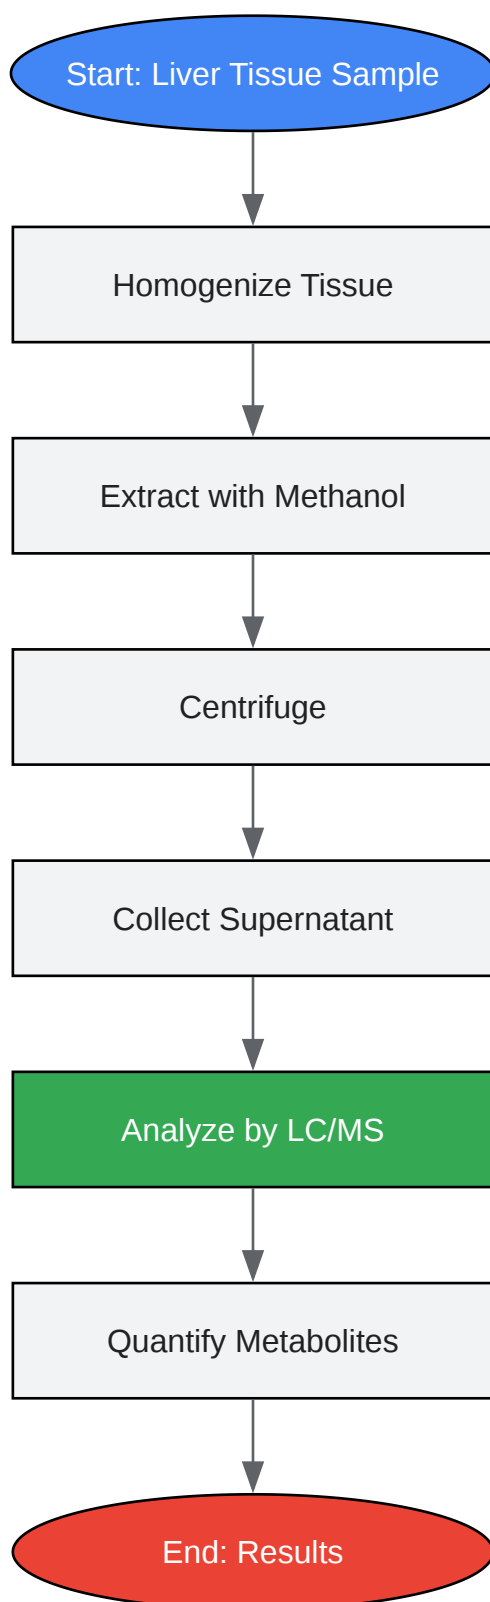 Start: Liver Tissue Sample
Homogenize Tissue
Extract with Methanol
Centrifuge
Collect Supernatant
Analyze by LC/MS
Quantify Metabolites
End: Results